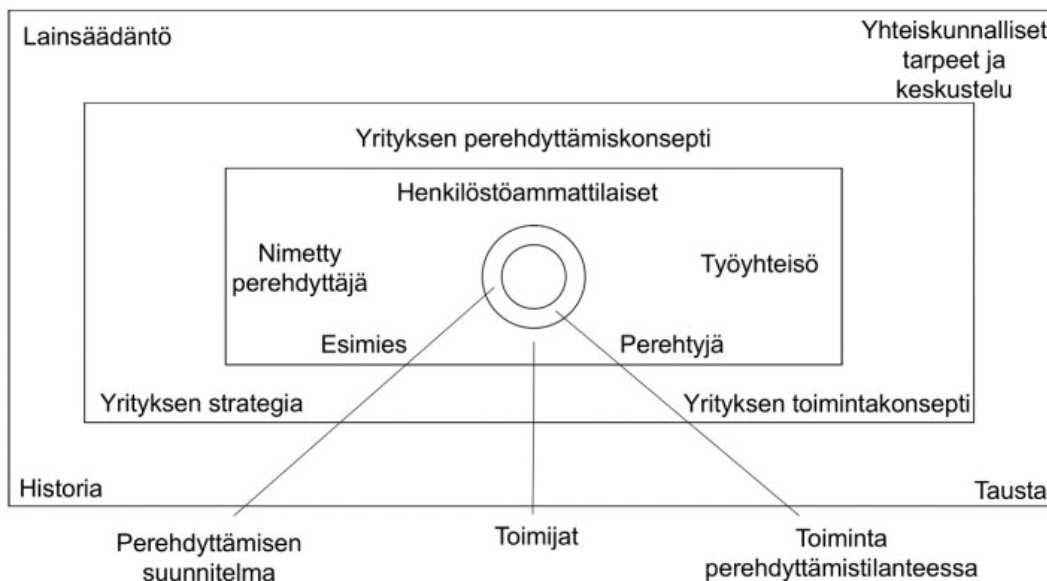 Lainsäädäntö
Yhteiskunnalliset
tarpeet ja
keskustelu
Yrityksen perehdyttämiskonsepti
Henkilöstöammattilaiset
Nimetty
perehdyttäjä
Työyhteisö
Esimies
Perehtyjä
Yrityksen strategia
Yrityksen toimintakonsepti
Historia
Tausta
Perehdyttämisen
suunnitelma
Toimijat
Toiminta
perehdyttämistilanteessa